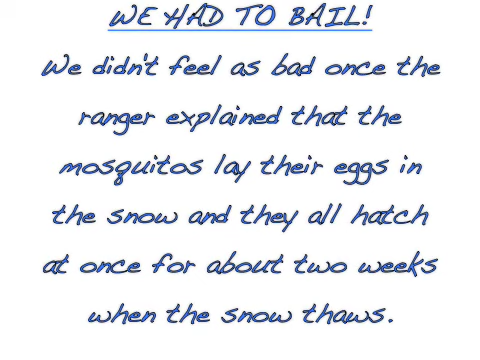 WE HAD TO BAIL!
We didn't feel as bad once the
ranger explained that the
mosquitos lay their eggs in
the snow and they all hatch
at once for about two weeks
when the snow thaws.